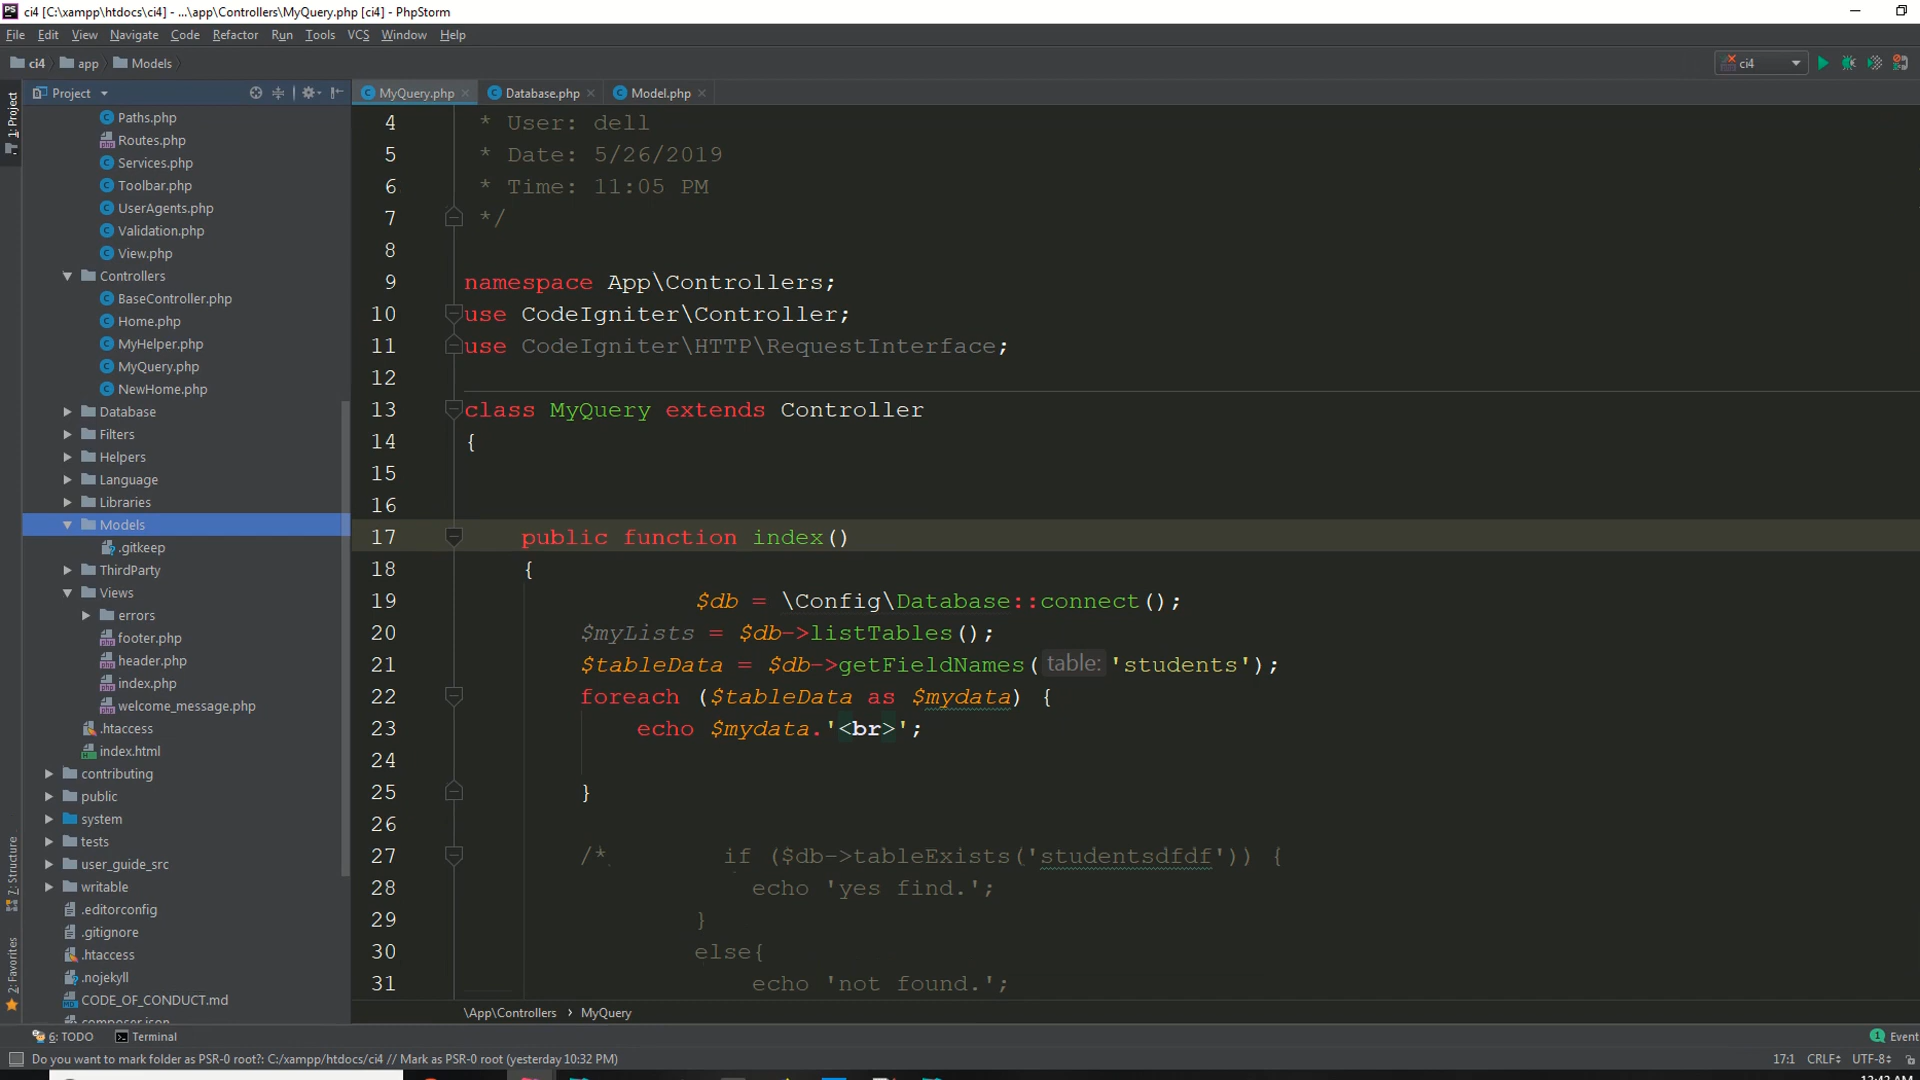 ci4 [C:\xampp\htdocs\ci4] - ...\app\Controllers\MyQuery.php [ci4] - PhpStorm
File Edit View Navigate Code Refactor Run Tools VCS Window Help
ci4 app Models ci4
Project
MyQuery.php Database.php Model.php
1: Project
7: Structure
2: Favorites
Paths.php
Routes.php
Services.php
Toolbar.php
UserAgents.php
Validation.php
View.php
Controllers
BaseController.php
Home.php
MyHelper.php
MyQuery.php
NewHome.php
Database
Filters
Helpers
Language
Libraries
Models
.gitkeep
ThirdParty
Views
errors
footer.php
header.php
index.php
welcome_message.php
.htaccess
index.html
contributing
public
system
tests
user_guide_src
writable
.editorconfig
.gitignore
.htaccess
.nojekyll
CODE_OF_CONDUCT.md
composer.json
4 * User: dell
5 * Date: 5/26/2019
6 * Time: 11:05 PM
7 */
8
9 namespace App\Controllers;
10 use CodeIgniter\Controller;
11 use CodeIgniter\HTTP\RequestInterface;
12
13 class MyQuery extends Controller
14 {
15
16
17 public function index()
18 {
19 $db = \Config\Database::connect();
20 $myLists = $db->listTables();
21 $tableData = $db->getFieldNames( table: 'students');
22 foreach ($tableData as $mydata) {
23 echo $mydata.'<br>';
24
25 }
26
27 /* if ($db->tableExists('studentsdfdf')) {
28 echo 'yes find.';
29 }
30 else{
31 echo 'not found.';
\App\Controllers › MyQuery
6: TODO Terminal 1 Event
Do you want to mark folder as PSR-0 root?: C:/xampp/htdocs/ci4 // Mark as PSR-0 root (yesterday 10:32 PM) 17:1 CRLF UTF-8